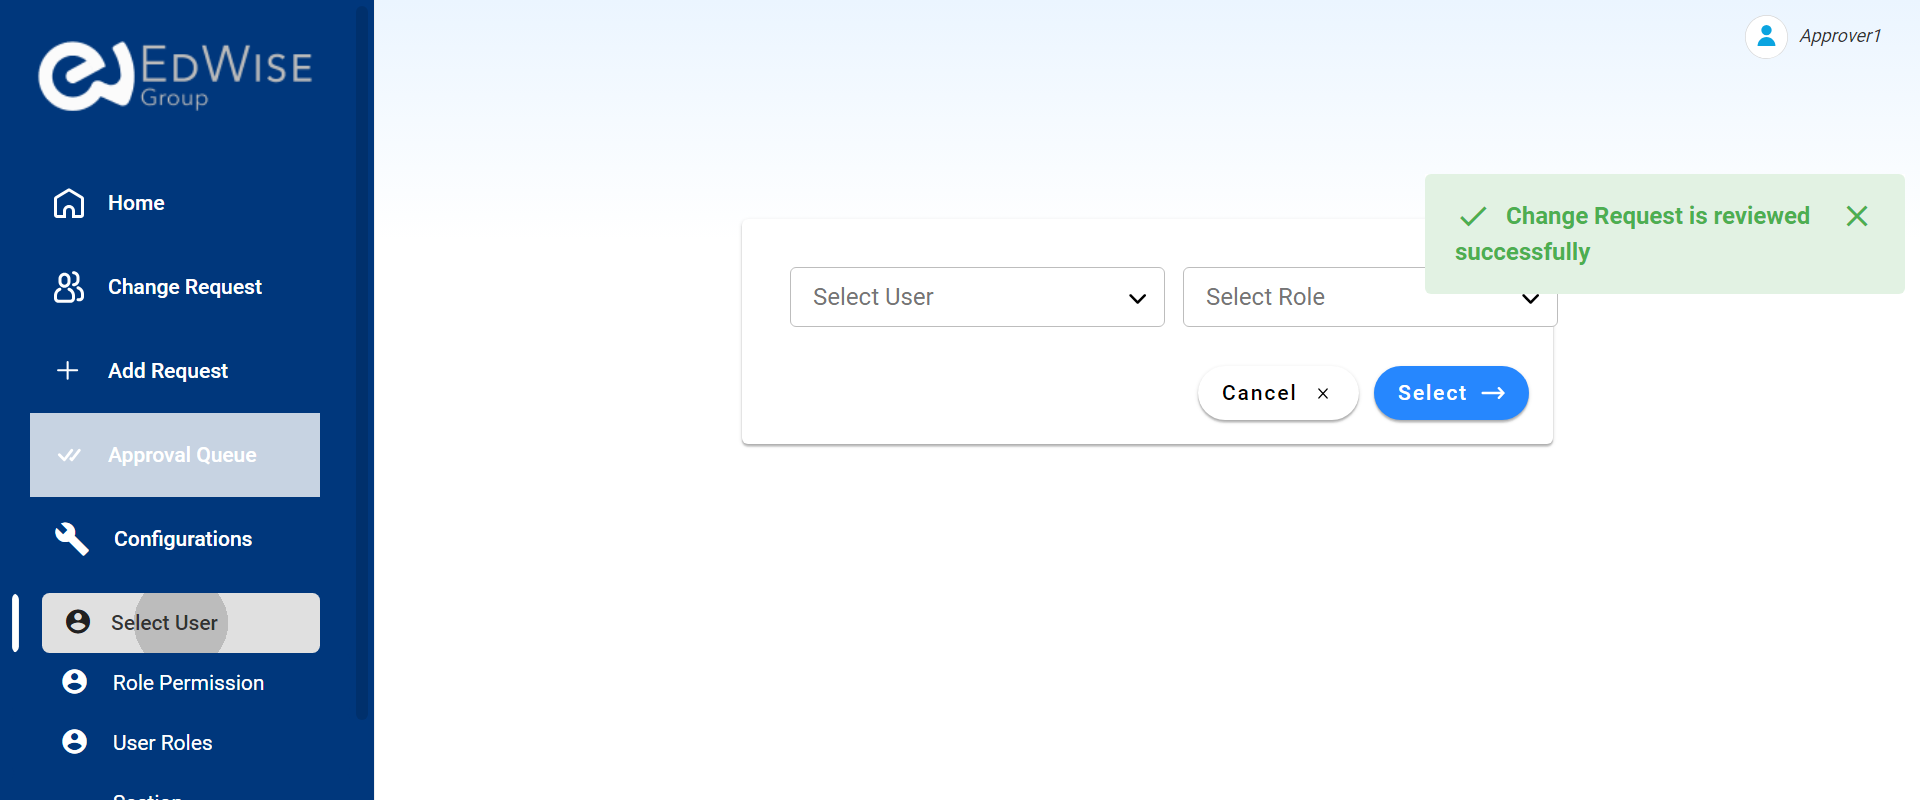 EDWISE
Group
Approver1
Home
Change Request
Add Request
Approval Queue
Configurations
Select User
Role Permission
User Roles
Section
Change Request is reviewed
successfully
Select User
Select Role
Cancel
Select